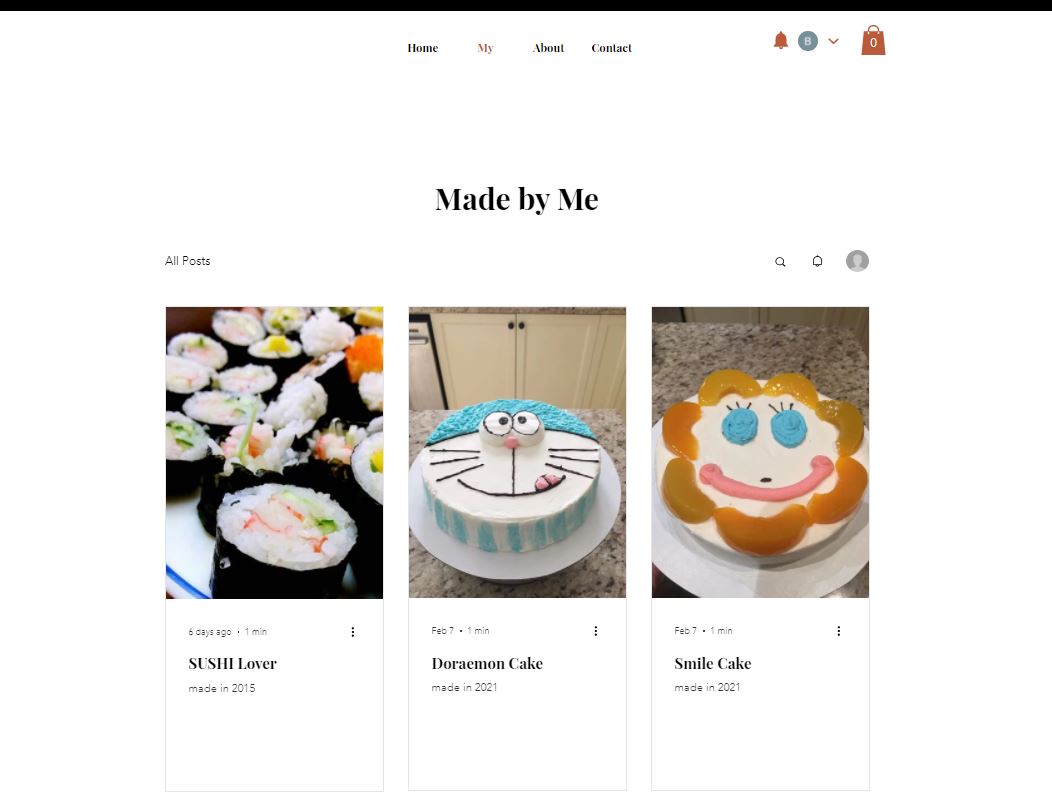 Home My About Contact B 0
Made by Me
All Posts
6 days ago • 1 min
SUSHI Lover
made in 2015
Feb 7 • 1 min
Doraemon Cake
made in 2021
Feb 7 • 1 min
Smile Cake
made in 2021